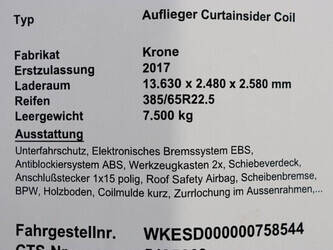 Typ Auflieger Curtainsider Coil
Fabrikat Krone
Erstzulassung 2017
Laderaum 13.630 x 2.480 x 2.580 mm
Reifen 385/65R22.5
Leergewicht 7.500 kg
Ausstattung
Unterfahrschutz, Elektronisches Bremssystem EBS,
Antiblockiersystem ABS, Werkzeugkasten 2x, Schiebeverdeck,
Anschlußstecker 1x15 polig, Roof Safety Airbag, Scheibenbremse,
BPW, Holzboden, Coilmulde kurz, Zurrlochung im Aussenrahmen,...
Fahrgestellnr. WKESD000000758544